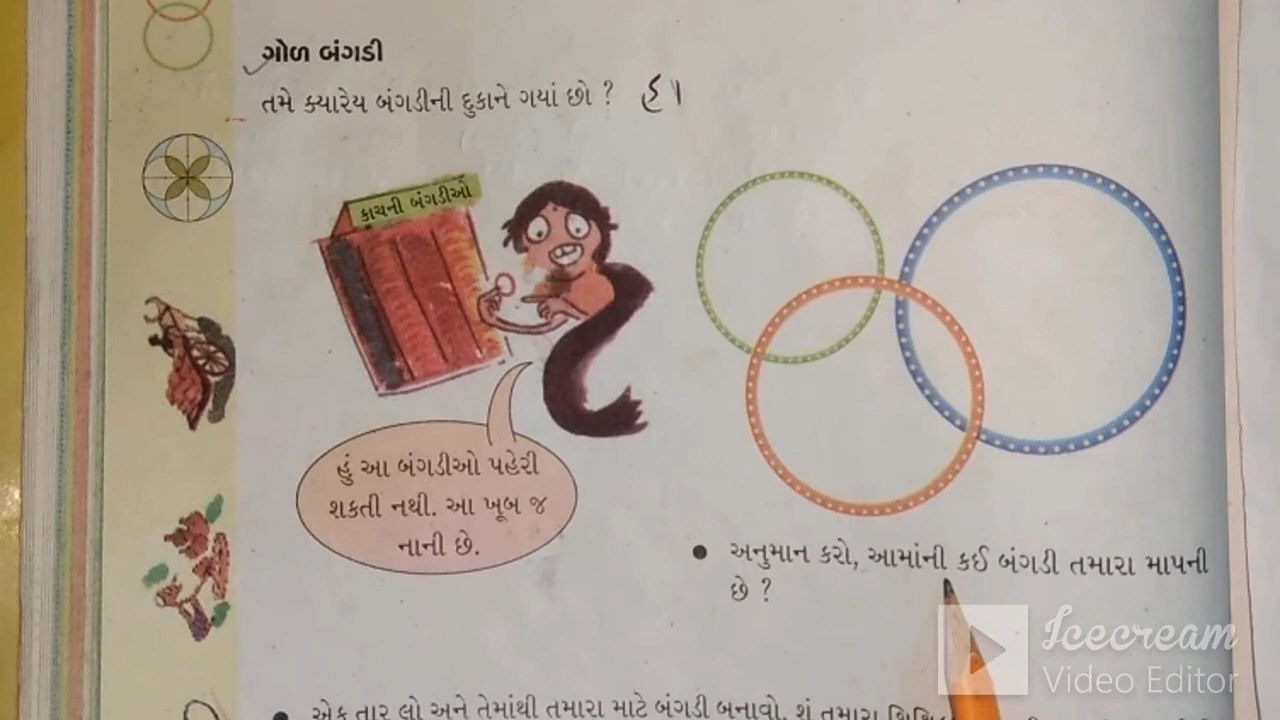 ગોળ બંગડી
તમે ક્યારેય બંગડીની દુકાને ગયાં છો ? હા
કાચની બંગડીઓ
હું આ બંગડીઓ પહેરી
શકતી નથી. આ ખૂબ જ
નાની છે.
• અનુમાન કરો, આમાંની કઈ બંગડી તમારા માપની
છે ?
Icecream
Video Editor
• એક તાર લો અને તેમાંથી તમારા માટે બંગડી બનાવો. શું તમારા